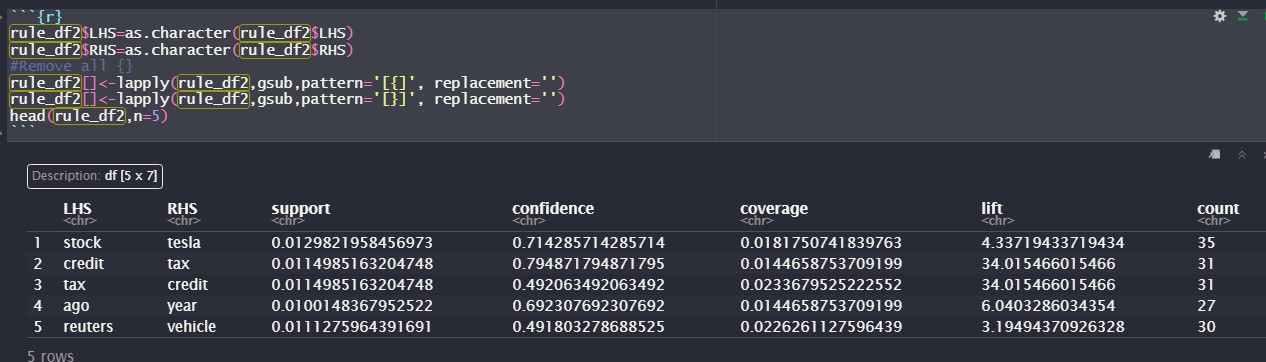 ```{r}
rule_df2$LHS=as.character(rule_df2$LHS)
rule_df2$RHS=as.character(rule_df2$RHS)
#Remove all {}
rule_df2[]<-lapply(rule_df2,gsub,pattern='[{]', replacement='')
rule_df2[]<-lapply(rule_df2,gsub,pattern='[}]', replacement='')
head(rule_df2,n=5)
```
Description: df [5 x 7]
LHS RHS support confidence coverage lift count
<chr> <chr> <chr> <chr> <chr> <chr> <chr>
1 stock tesla 0.0129821958456973 0.714285714285714 0.0181750741839763 4.33719433719434 35
2 credit tax 0.0114985163204748 0.794871794871795 0.0144658753709199 34.015466015466 31
3 tax credit 0.0114985163204748 0.492063492063492 0.0233679525222552 34.015466015466 31
4 ago year 0.0100148367952522 0.692307692307692 0.0144658753709199 6.0403286034354 27
5 reuters vehicle 0.0111275964391691 0.491803278688525 0.0226261127596439 3.19494370926328 30
5 rows